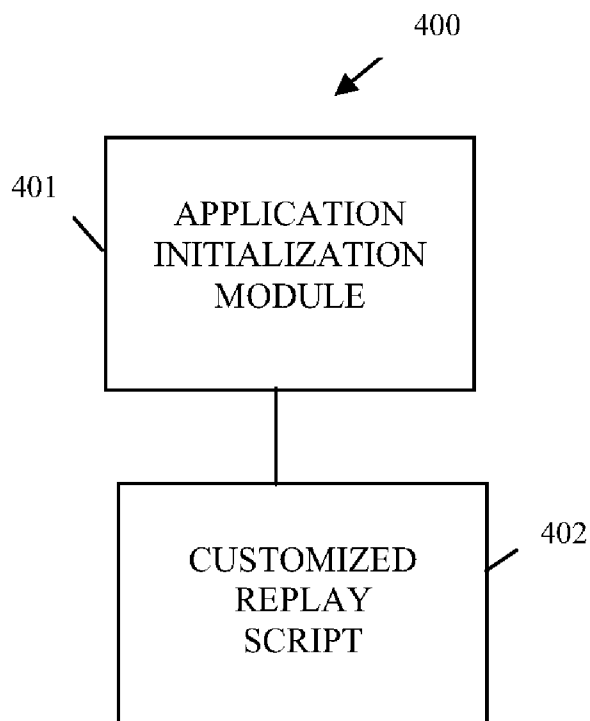 400
401
APPLICATION
INITIALIZATION
MODULE
402
CUSTOMIZED
REPLAY
SCRIPT